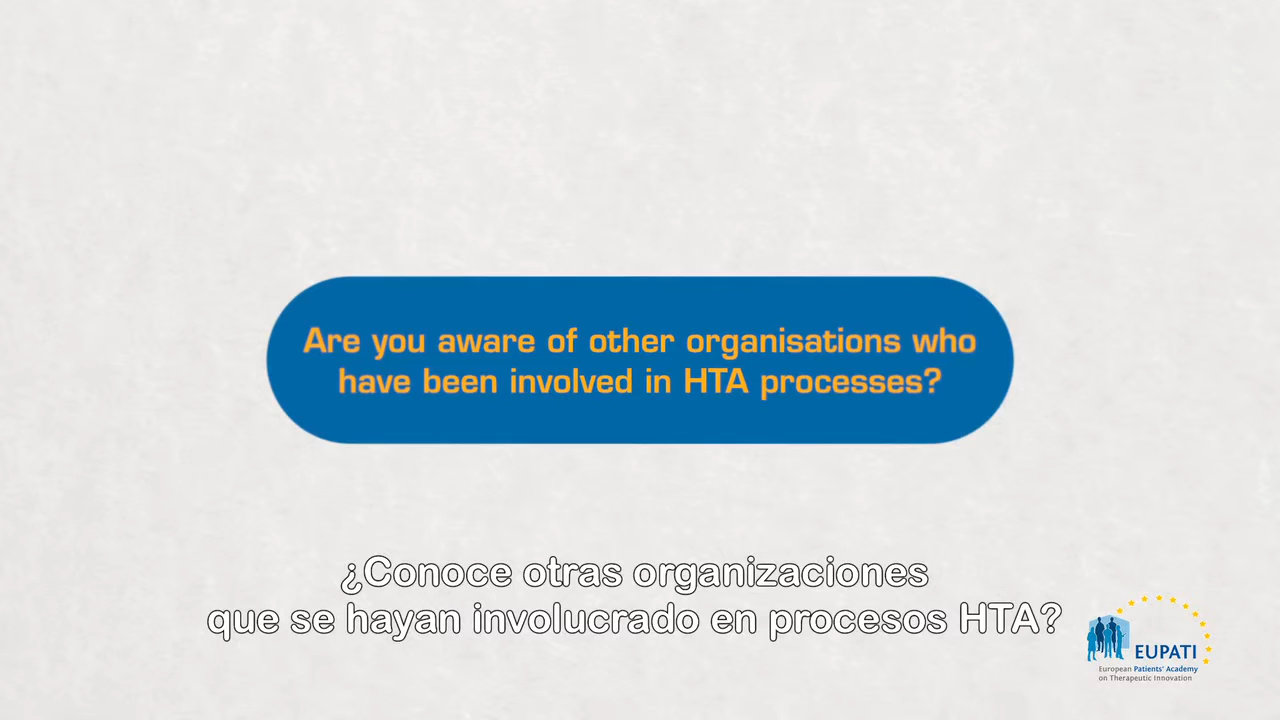 Are you aware of other organisations who
have been involved in HTA processes?
¿Conoce otras organizaciones
que se hayan involucrado en procesos HTA?
EUPATI
European Patients' Academy
on Therapeutic Innovation